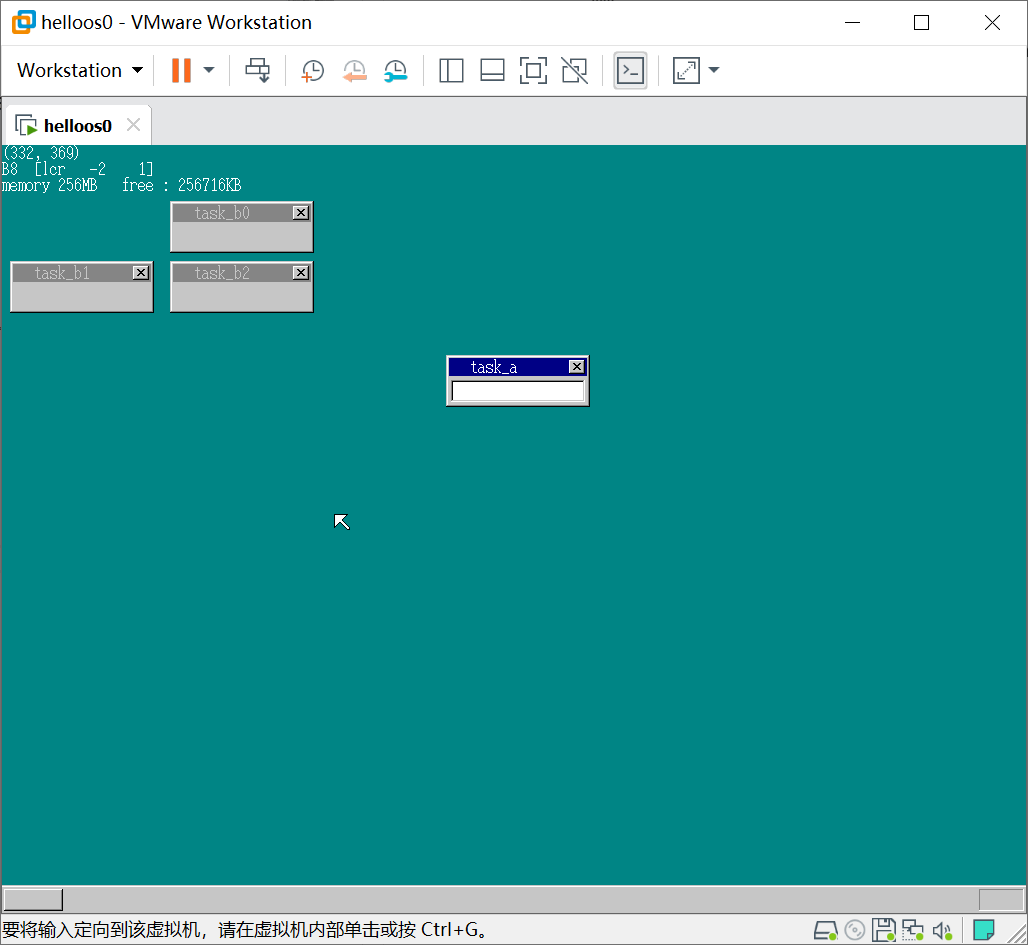 helloos0 - VMware Workstation
Workstation
helloos0
(332, 369)
B8 [lcr -2 1]
memory 256MB free : 256716KB
task_b0
task_b1
task_b2
task_a
要将输入定向到该虚拟机，请在虚拟机内部单击或按 Ctrl+G。